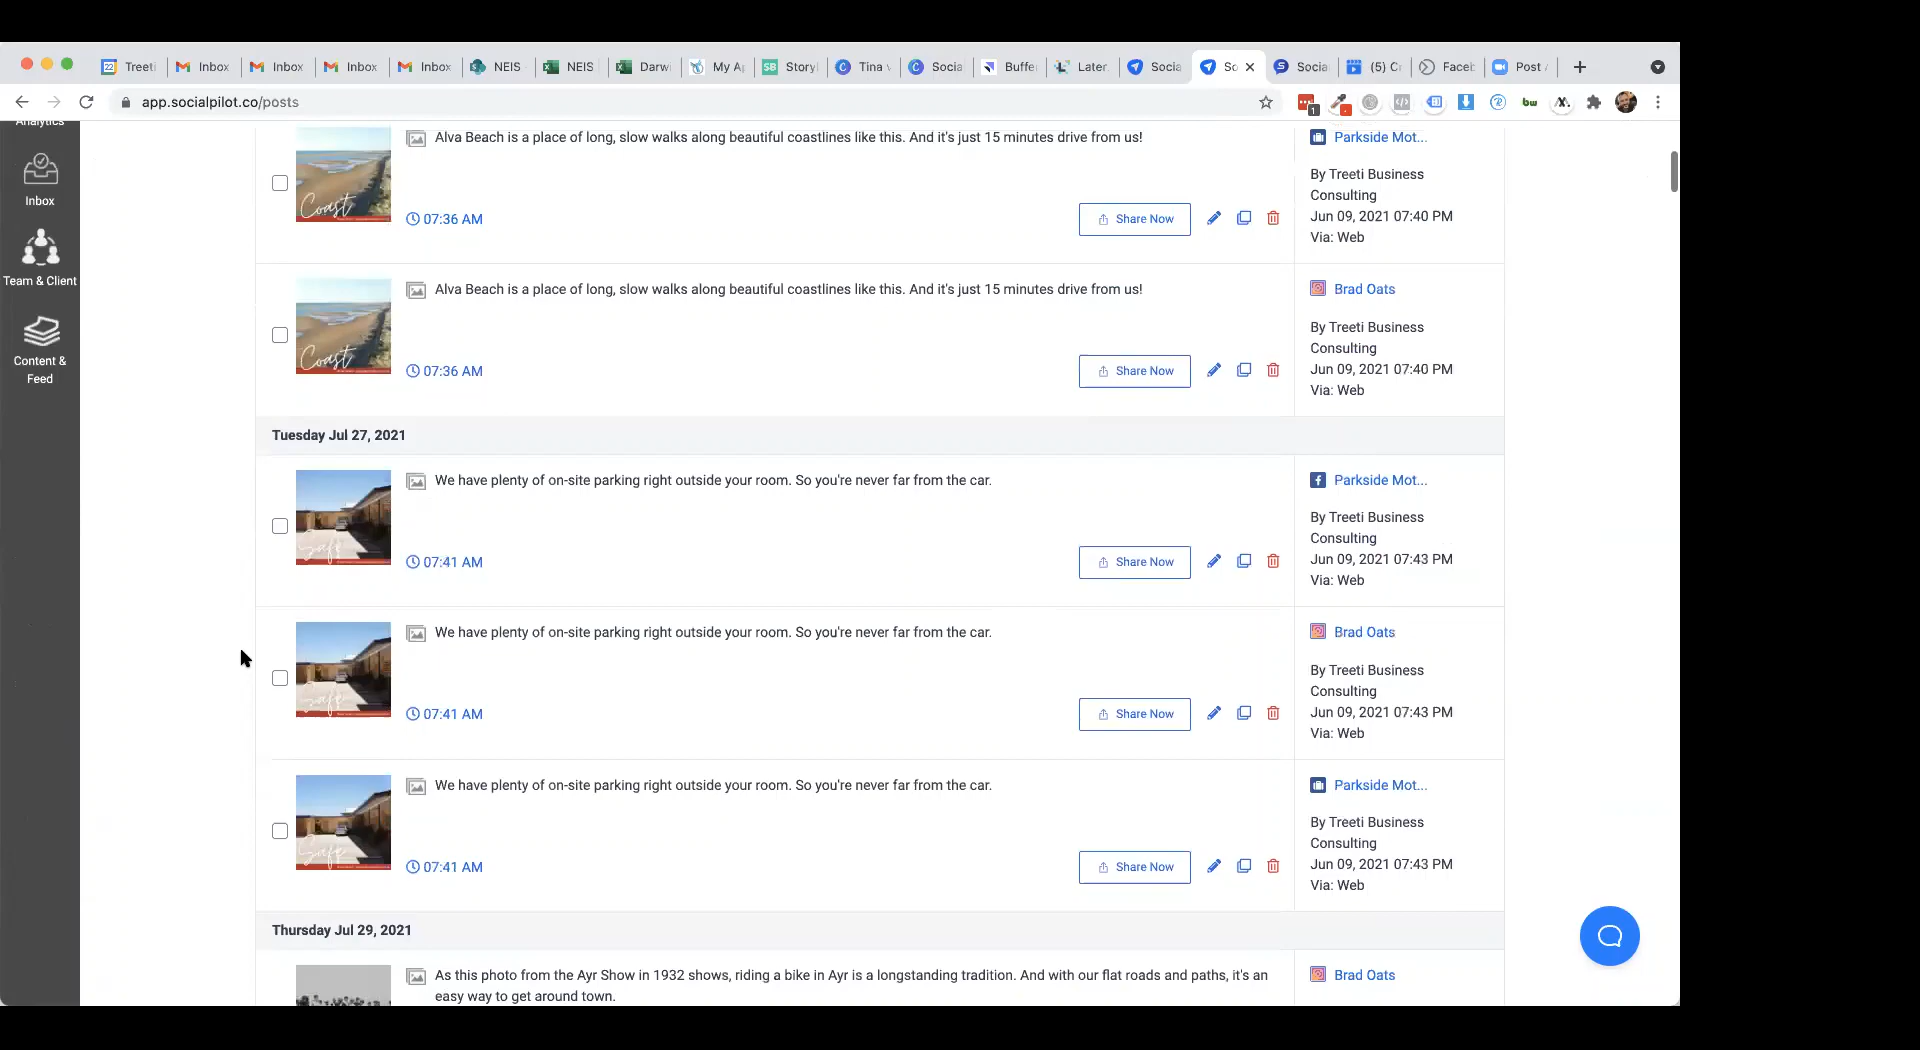 Treeti
Inbox
Inbox
Inbox
Inbox
NEIS
NEIS
Darw
My A
Storyl
Tina
Socia
Buffe
Later
Socia
So
Socia
(5) C
Faceb
Post
app.socialpilot.co/posts
Analytics
Inbox
Team & Client
Content &
Feed
Alva Beach is a place of long, slow walks along beautiful coastlines like this. And it's just 15 minutes drive from us!
Coast
07:36 AM
Share Now
Parkside Mot...
By Treeti Business
Consulting
Jun 09, 2021 07:40 PM
Via: Web
Alva Beach is a place of long, slow walks along beautiful coastlines like this. And it's just 15 minutes drive from us!
Coast
07:36 AM
Share Now
Brad Oats
By Treeti Business
Consulting
Jun 09, 2021 07:40 PM
Via: Web
Tuesday Jul 27, 2021
We have plenty of on-site parking right outside your room. So you're never far from the car.
Safe
07:41 AM
Share Now
Parkside Mot...
By Treeti Business
Consulting
Jun 09, 2021 07:43 PM
Via: Web
We have plenty of on-site parking right outside your room. So you're never far from the car.
Safe
07:41 AM
Share Now
Brad Oats
By Treeti Business
Consulting
Jun 09, 2021 07:43 PM
Via: Web
We have plenty of on-site parking right outside your room. So you're never far from the car.
Safe
07:41 AM
Share Now
Parkside Mot...
By Treeti Business
Consulting
Jun 09, 2021 07:43 PM
Via: Web
Thursday Jul 29, 2021
As this photo from the Ayr Show in 1932 shows, riding a bike in Ayr is a longstanding tradition. And with our flat roads and paths, it's an
easy way to get around town.
Brad Oats